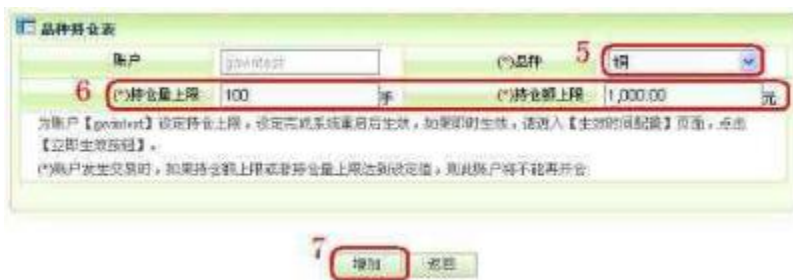 品种持仓表
账户 govintest (*)品种 5 铜
6 (*)持仓量上限 100 手 (*)持仓额上限 1,000.00 元
为账户【govintest】设定持仓上限，设定完成系统重启后生效，如果即时生效，请进入【生效时间配置】页面，点击
【立即生效按钮】。
(*)账户发生交易时，如果持仓额上限或者持仓量上限达到设定值，则此账户将不能再开仓
7 增加 返回